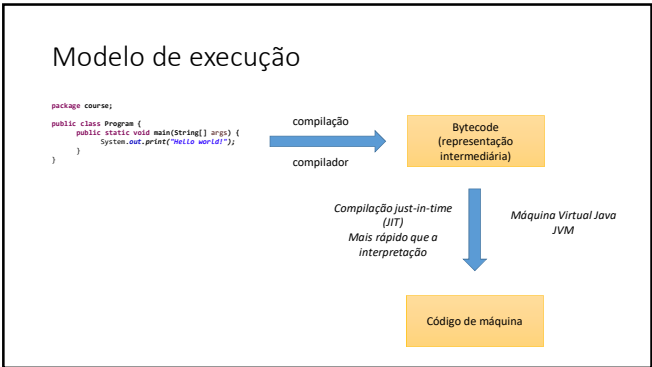 Modelo de execução
package course;
public class Program {
public static void main(String[] args) {
System.out.print("Hello world!");
}
}
compilação
compilador
Bytecode
(representação
intermediária)
Compilação just-in-time
(JIT)
Mais rápido que a
interpretação
Máquina Virtual Java
JVM
Código de máquina